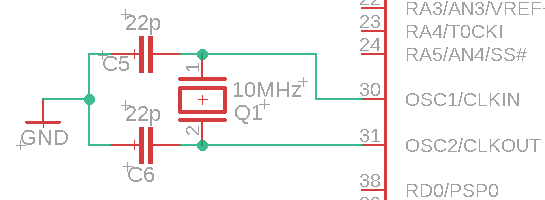 22
RA3/AN3/VREF-
22p
23
RA4/T0CKI
24
RA5/AN4/SS#
C5
1
10MHz
30
OSC1/CLKIN
Q1
22p
GND
2
31
OSC2/CLKOUT
C6
38
RD0/PSP0